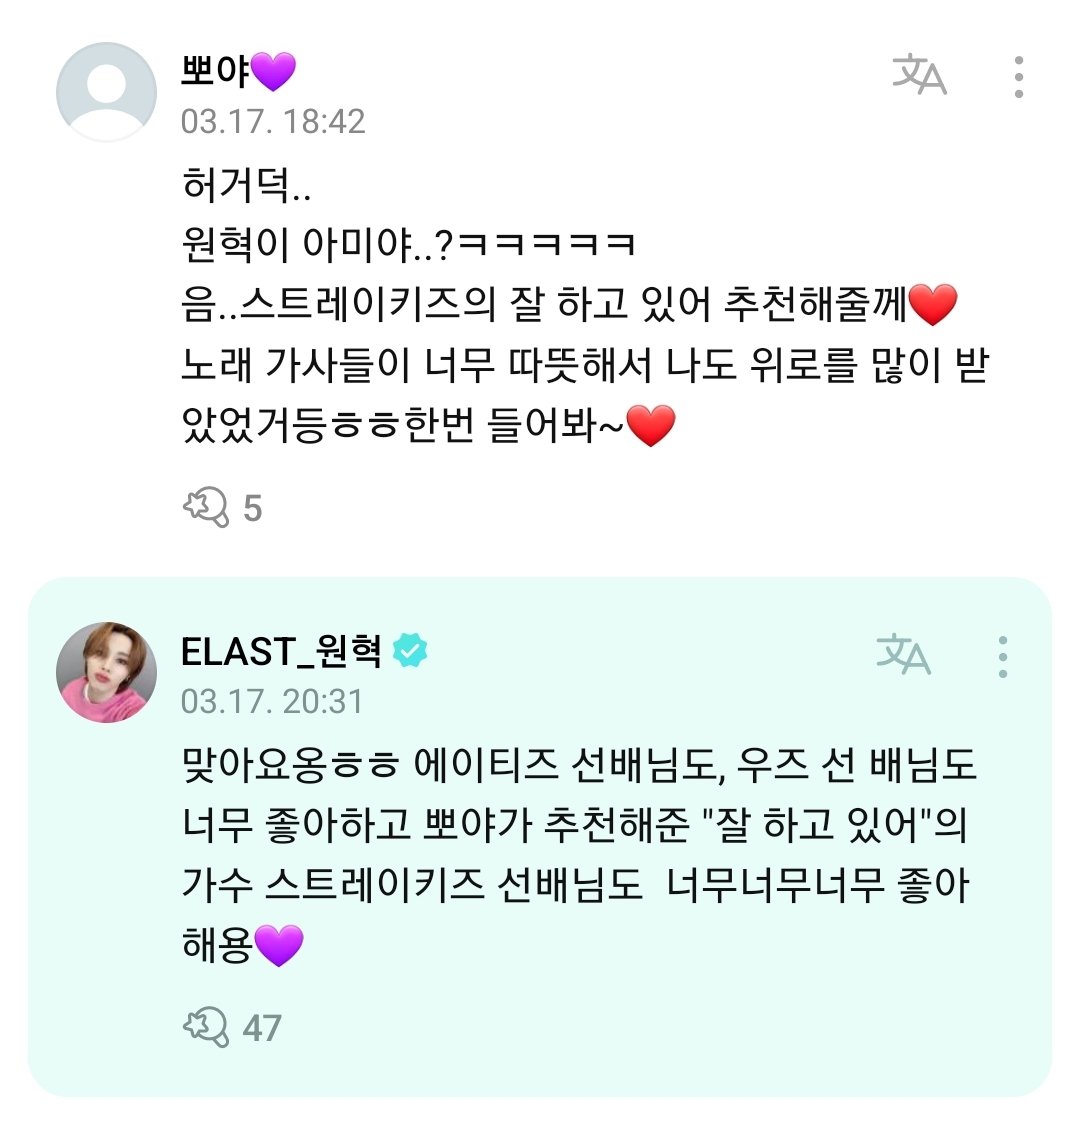 뽀야💜
03.17. 18:42
허거덕..
원혁이 아미야..?ㅋㅋㅋㅋㅋ
음..스트레이키즈의 잘 하고 있어 추천해줄께❤️
노래 가사들이 너무 따뜻해서 나도 위로를 많이 받
았었거등ㅎㅎ한번 들어봐~❤️
5
ELAST_원혁
03.17. 20:31
맞아요옹ㅎㅎ 에이티즈 선배님도, 우즈 선 배님도
너무 좋아하고 뽀야가 추천해준 "잘 하고 있어"의
가수 스트레이키즈 선배님도  너무너무너무 좋아
해용💜
47